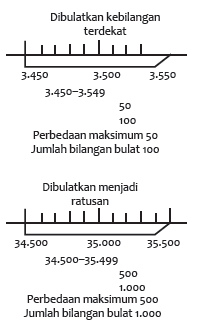 Dibulatkan kebilangan
terdekat
3.450 3.500 3.550
3.450–3.549
50
100
Perbedaan maksimum 50
Jumlah bilangan bulat 100
Dibulatkan menjadi
ratusan
34.500 35.000 35.500
34.500–35.499
500
1.000
Perbedaan maksimum 500
Jumlah bilangan bulat 1.000